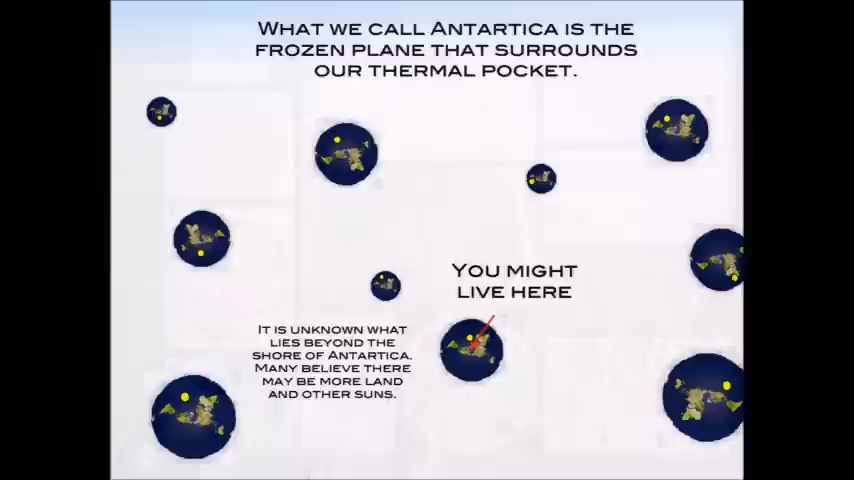 What we call Antartica is the
frozen plane that surrounds
our thermal pocket.
You might
live here
It is unknown what
lies beyond the
shore of Antartica.
Many believe there
may be more land
and other suns.